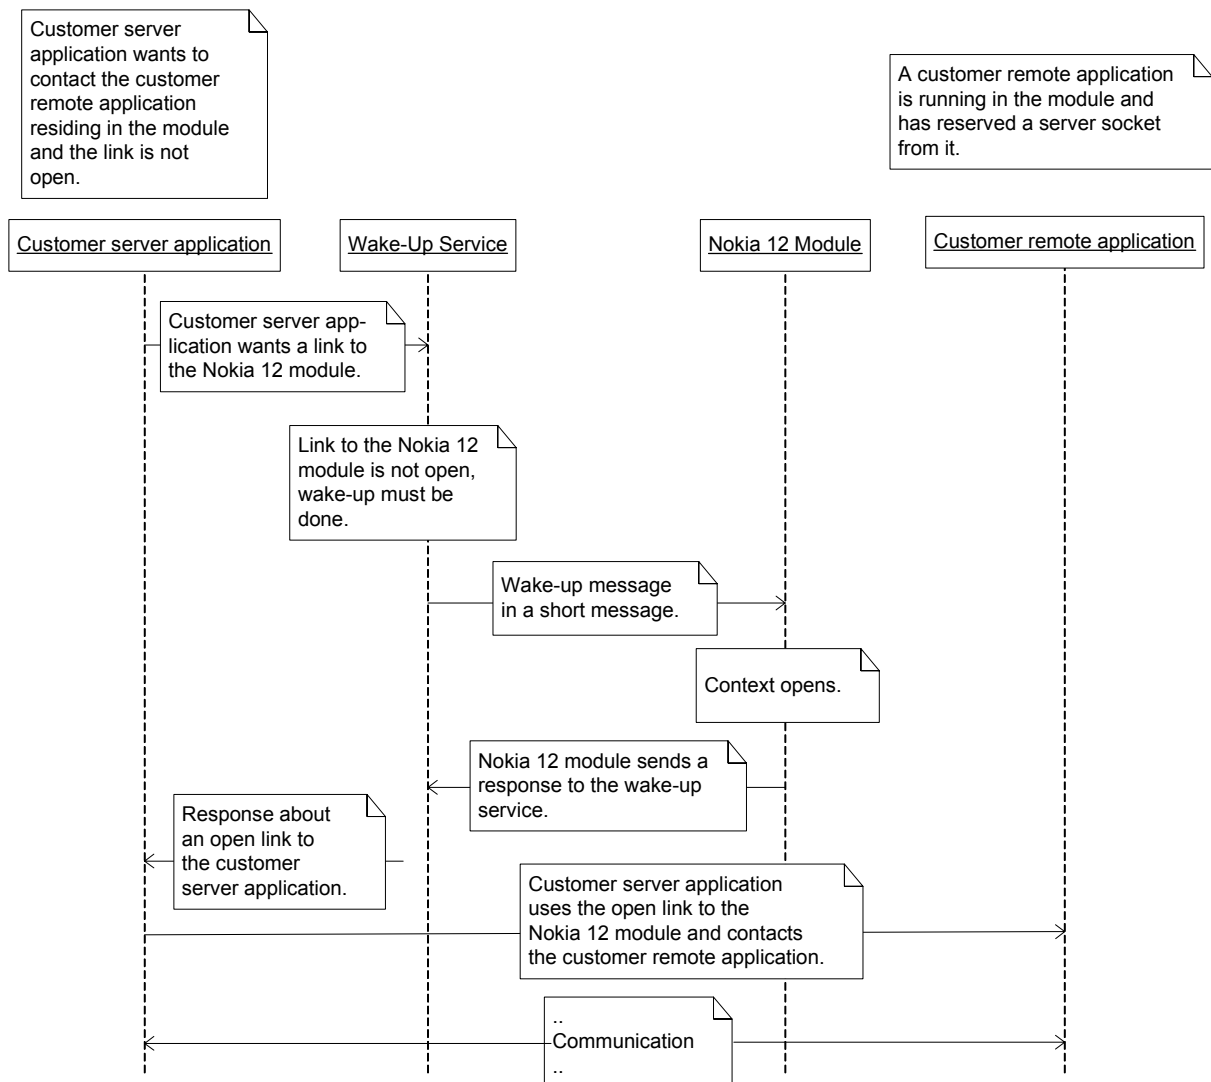 Customer server
application wants to
contact the customer
remote application
residing in the module
and the link is not
open.
A customer remote application
is running in the module and
has reserved a server socket
from it.
Customer server application
Wake-Up Service
Nokia 12 Module
Customer remote application
Customer server app-
lication wants a link to
the Nokia 12 module.
Link to the Nokia 12
module is not open,
wake-up must be
done.
Wake-up message
in a short message.
Context opens.
Nokia 12 module sends a
response to the wake-up
service.
Response about
an open link to
the customer
server application.
Customer server application
uses the open link to the
Nokia 12 module and contacts
the customer remote application.
..
Communication
..